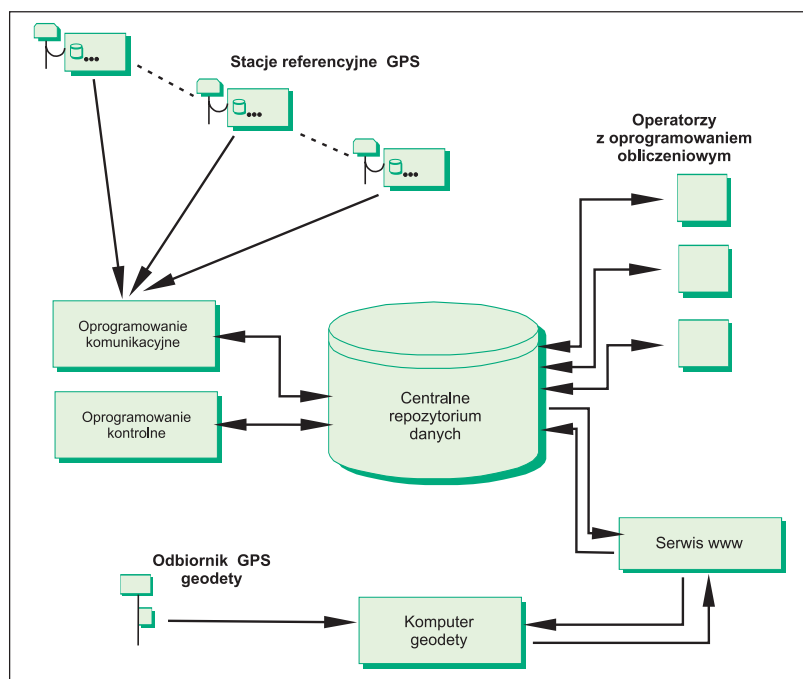 Stacje referencyjne GPS
Operatorzy
z oprogramowaniem
obliczeniowym
Oprogramowanie
komunikacyjne
Oprogramowanie
kontrolne
Centralne
repozytorium
danych
Serwis www
Odbiornik GPS
geodety
Komputer
geodety